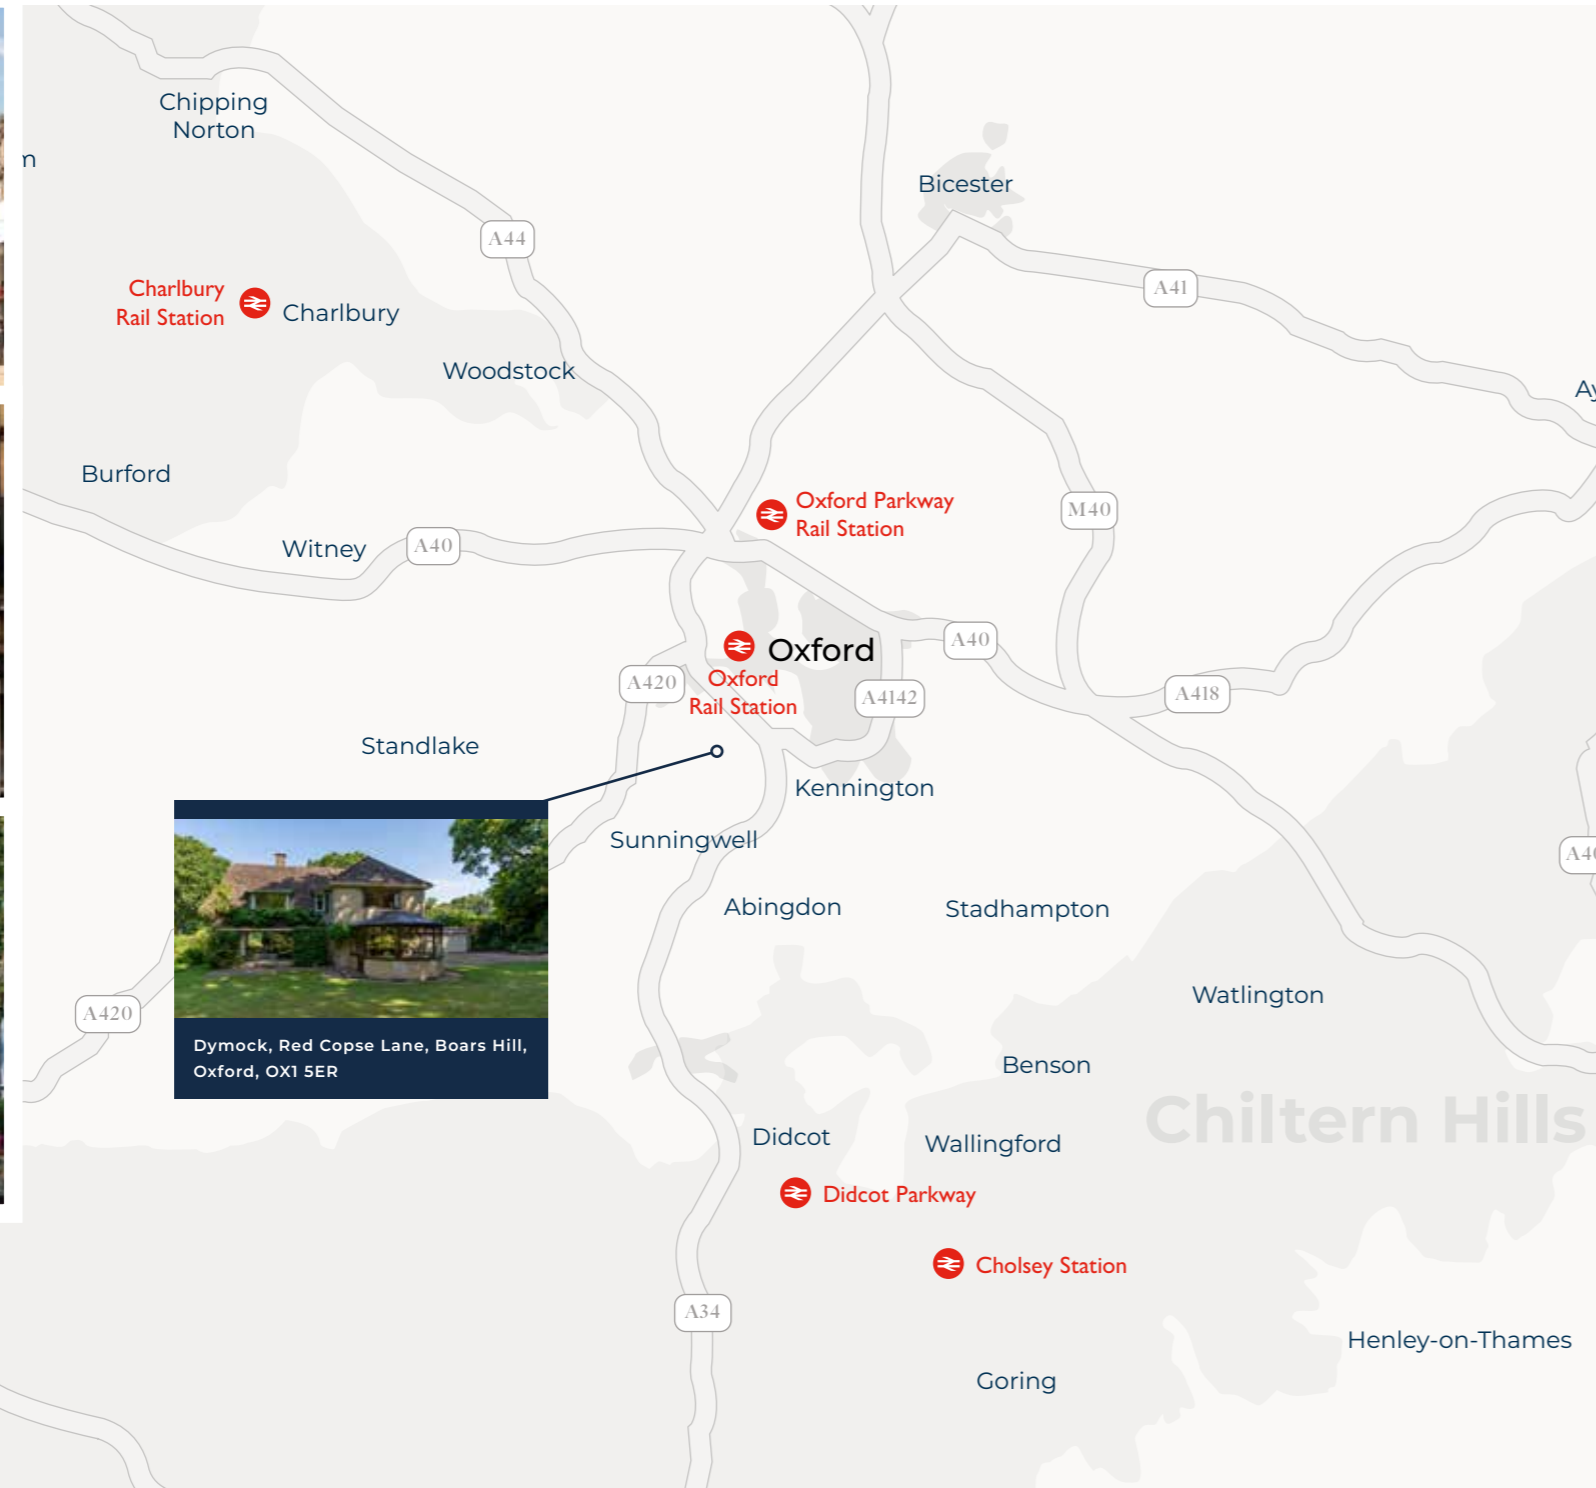 Chipping
Norton
Bicester
A44
A41
Charlbury
Rail Station
Charlbury
Woodstock
Burford
Oxford Parkway
Rail Station
M40
Witney
A40
Oxford
A40
A420
Oxford
Rail Station
A4142
A418
Standlake
Kennington
Sunningwell
Abingdon
Stadhampton
Watlington
A420
Dymock, Red Copse Lane, Boars Hill,
Oxford, OX1 5ER
Benson
Chiltern Hills
Didcot
Wallingford
Didcot Parkway
Cholsey Station
A34
Henley-on-Thames
Goring